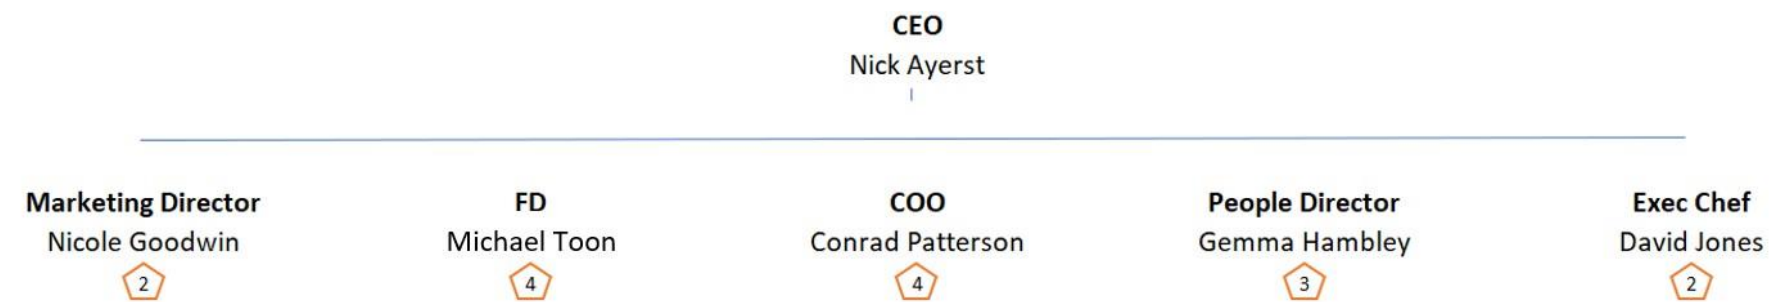 CEO
Nick Ayerst
Marketing Director
Nicole Goodwin
2
FD
Michael Toon
4
COO
Conrad Patterson
4
People Director
Gemma Hambley
3
Exec Chef
David Jones
2